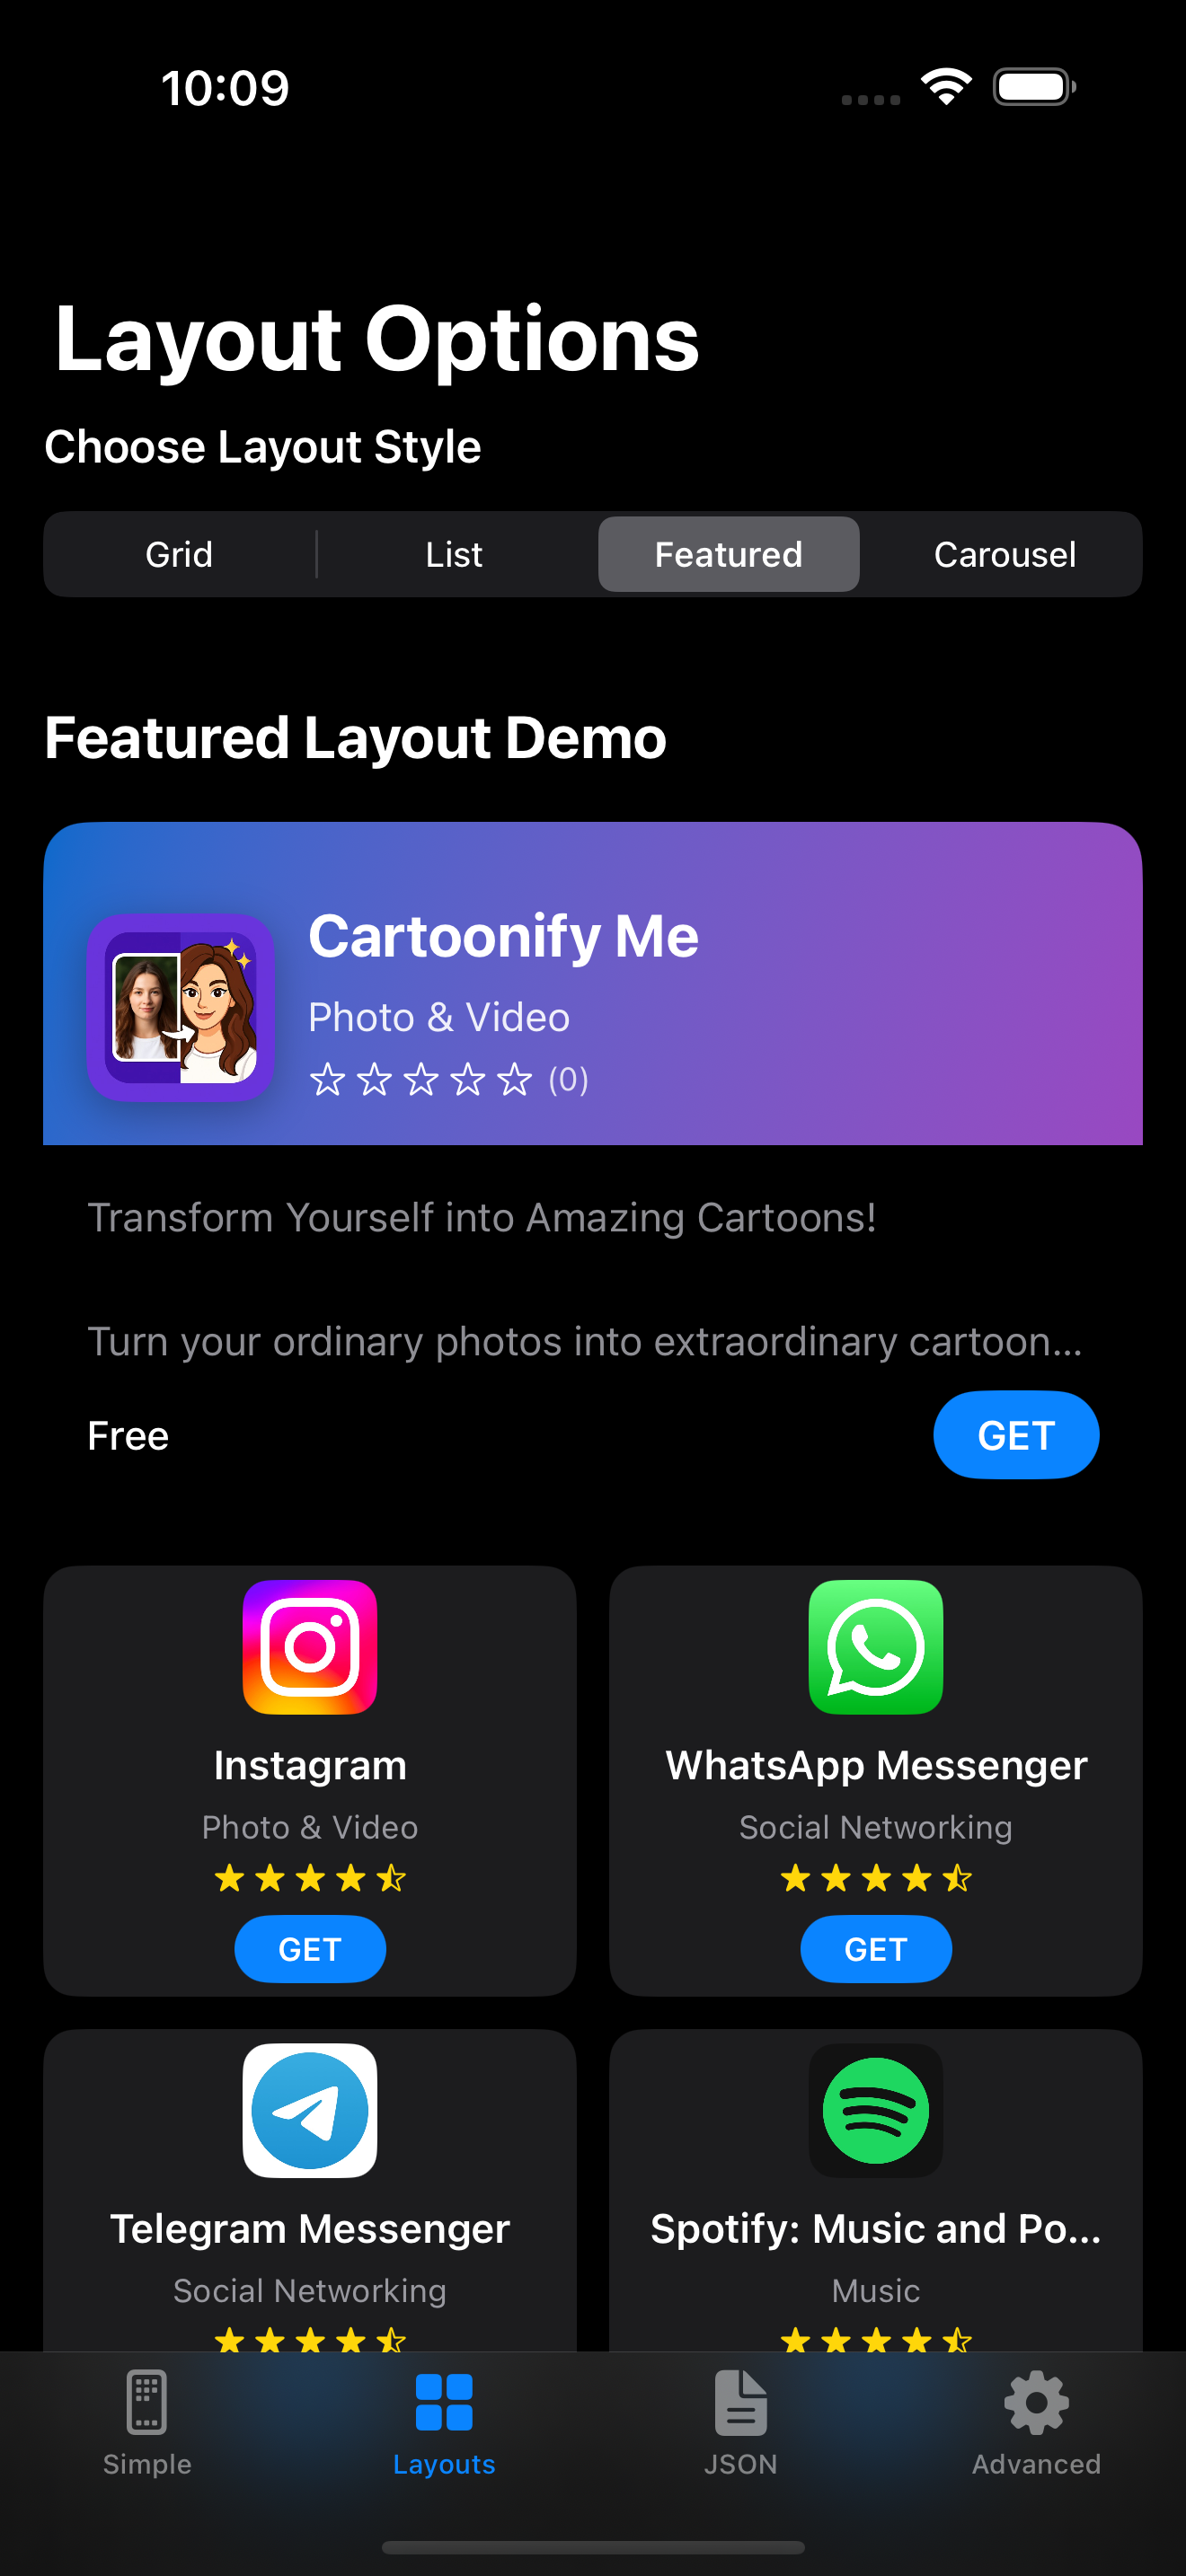 10:09
Layout Options
Choose Layout Style
Grid List Featured Carousel
Featured Layout Demo
Cartoonify Me
Photo & Video
(0)
Transform Yourself into Amazing Cartoons!
Turn your ordinary photos into extraordinary cartoon...
Free GET
Instagram
Photo & Video
GET
WhatsApp Messenger
Social Networking
GET
Telegram Messenger
Social Networking
Spotify: Music and Po...
Music
Simple Layouts JSON Advanced